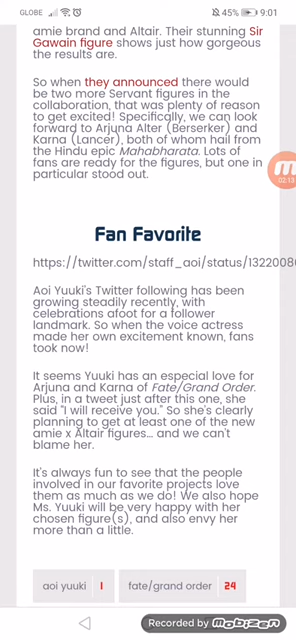 GLOBE
45%
9:01
amie brand and Altair. Their stunning Sir
Gawain figure shows just how gorgeous
the results are.
So when they announced there would
be two more Servant figures in the
collaboration, that was plenty of reason
to get excited! Specifically, we can look
forward to Arjuna Alter (Berserker) and
Karna (Lancer), both of whom hail from
the Hindu epic Mahabharata. Lots of
fans are ready for the figures, but one in
particular stood out.
02:13
Fan Favorite
https://twitter.com/staff_aoi/status/1322008
Aoi Yuuki's Twitter following has been
growing steadily recently, with
celebrations afoot for a follower
landmark. So when the voice actress
made her own excitement known, fans
took now!
It seems Yuuki has an especial love for
Arjuna and Karna of Fate/Grand Order.
Plus, in a tweet just after this one, she
said "I will receive you." So she's clearly
planning to get at least one of the new
amie x Altair figures... and we can't
blame her.
It's always fun to see that the people
involved in our favorite projects love
them as much as we do! We also hope
Ms. Yuuki will be very happy with her
chosen figure(s), and also envy her
more than a little.
aoi yuuki 1 fate/grand order 24
Recorded by mobizen